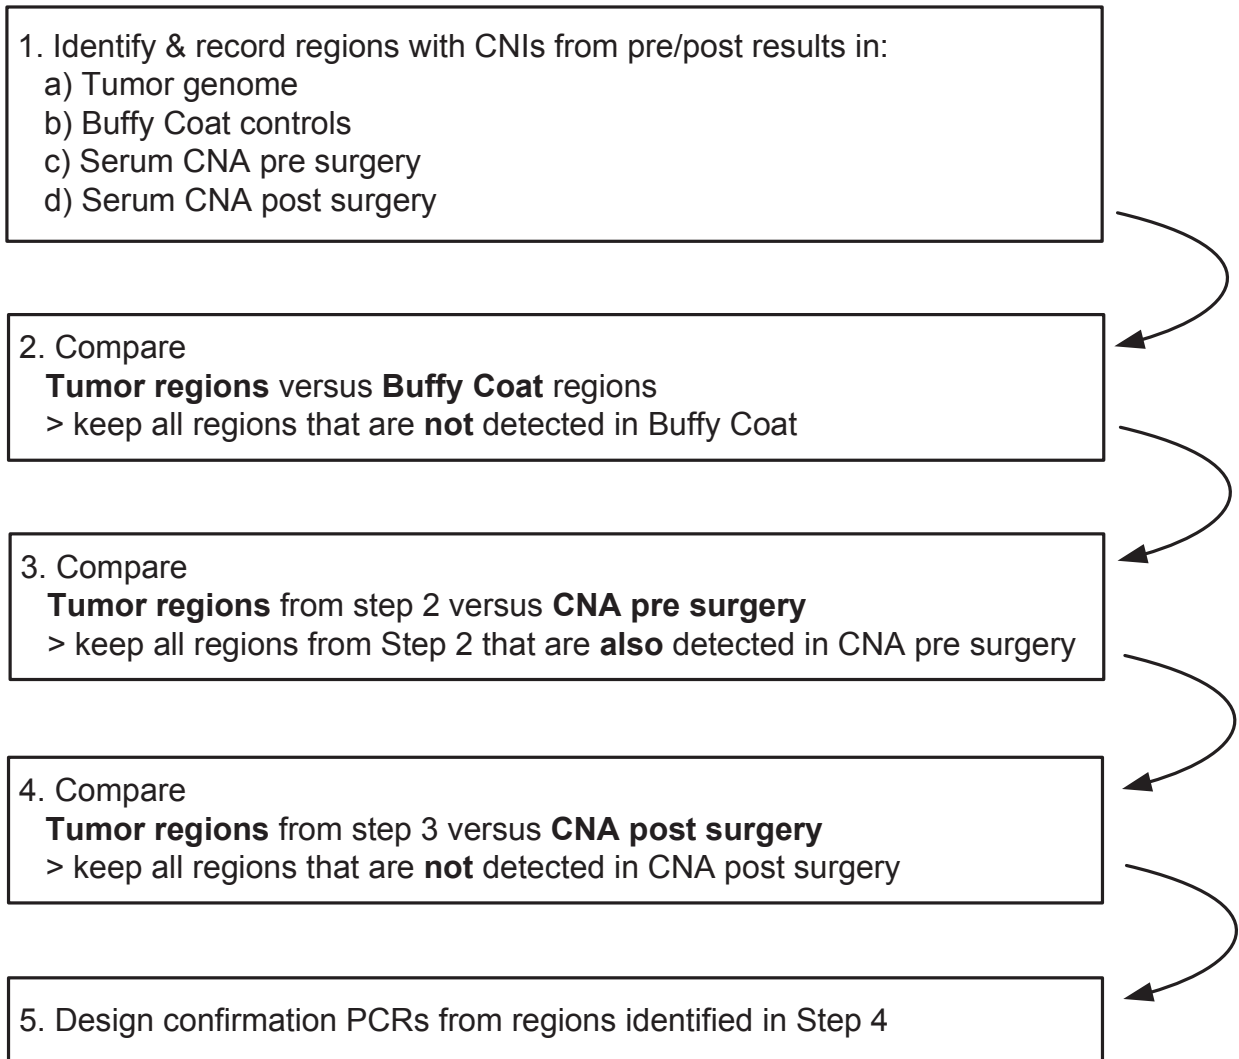 1. Identify & record regions with CNIs from pre/post results in:
a) Tumor genome
b) Buffy Coat controls
c) Serum CNA pre surgery
d) Serum CNA post surgery
2. Compare
Tumor regions versus Buffy Coat regions
> keep all regions that are not detected in Buffy Coat
3. Compare
Tumor regions from step 2 versus CNA pre surgery
> keep all regions from Step 2 that are also detected in CNA pre surgery
4. Compare
Tumor regions from step 3 versus CNA post surgery
> keep all regions that are not detected in CNA post surgery
5. Design confirmation PCRs from regions identified in Step 4